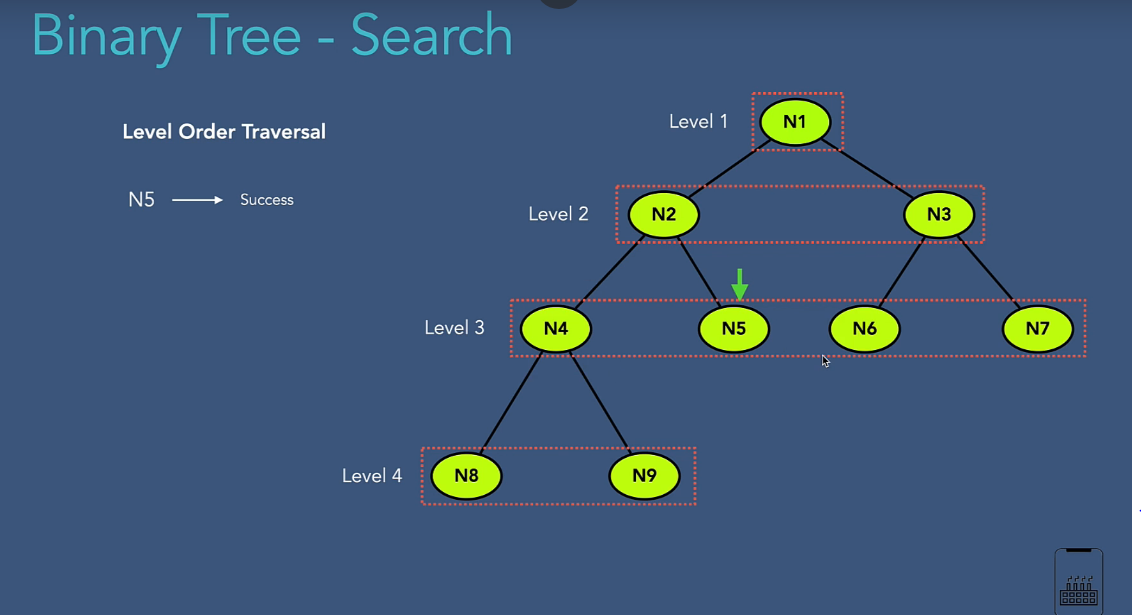 Binary Tree - Search
Level Order Traversal
N5 Success
Level 1 N1
Level 2 N2 N3
Level 3 N4 N5 N6 N7
Level 4 N8 N9